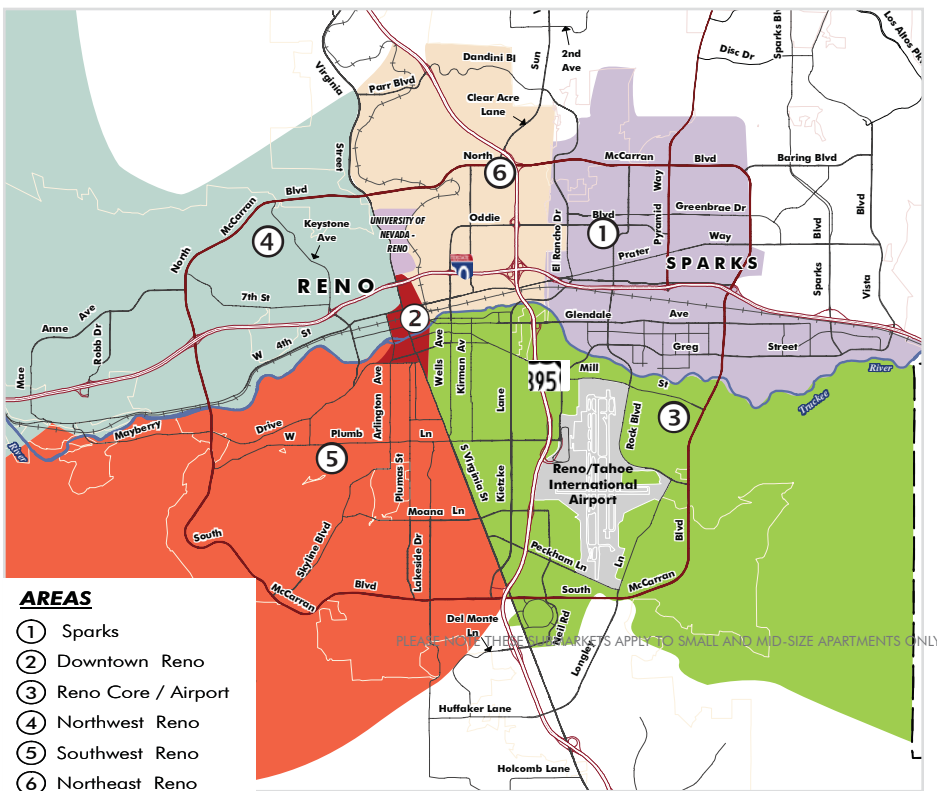 Los Altos Pk
Sparks Bl
Disc Dr
2nd
Ave
Sun
Dandini Bl
Virginia
Street
Parr Blvd
Clear Acre
Lane
North
McCarran
Blvd
Baring Blvd
6
Way
Pyramid
Greenbrae Dr
Blvd
Blvd
McCarran
North
Keystone
Ave
4
UNIVERSITY OF
NEVADA -
RENO
Oddie
Blvd
1
El Rancho Dr
Prater
Way
Blvd
Sparks
Blvd
Vista
SPARKS
RENO
7th St
Anne
Ave
Robb Dr
Mae
W 4th St
2
Glendale
Ave
Greg
Street
River
Truckee
Wells Ave
Kirman Av
Lane
Kietzke
395
Mill
St
Rock Blvd
3
Mayberry
Drive
River
W
Plumb
Ln
Arlington Ave
5
Plumas St
S Virginia St
Reno/Tahoe
International
Airport
Moana Ln
Skyline Blvd
Lakeside Dr
Peckham Ln
Ln
Blvd
South
McCarran
Blvd
South
McCarran
Del Monte
Ln
Neil Rd
Longley
PLEASE NOTE THESE SUBMARKETS APPLY TO SMALL AND MID-SIZE APARTMENTS ONLY
Huffaker Lane
Holcomb Lane
AREAS
1 Sparks
2 Downtown Reno
3 Reno Core / Airport
4 Northwest Reno
5 Southwest Reno
6 Northeast Reno